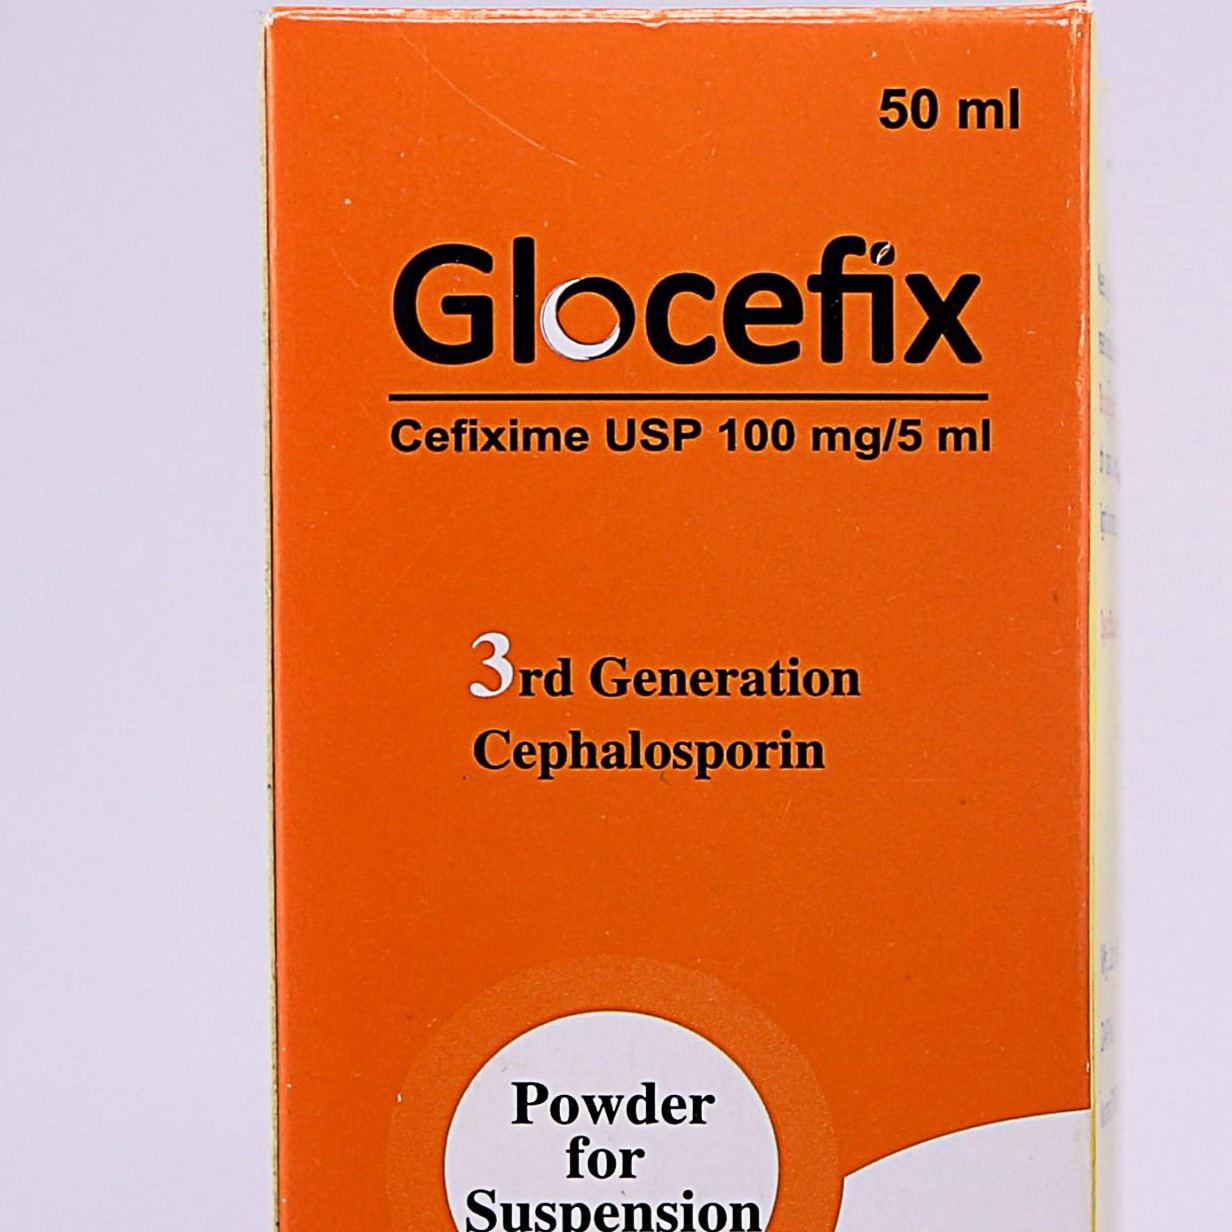 50 ml
Glocefix
Cefixime USP 100 mg/5 ml
3rd Generation
Cephalosporin
Powder
for
Suspension